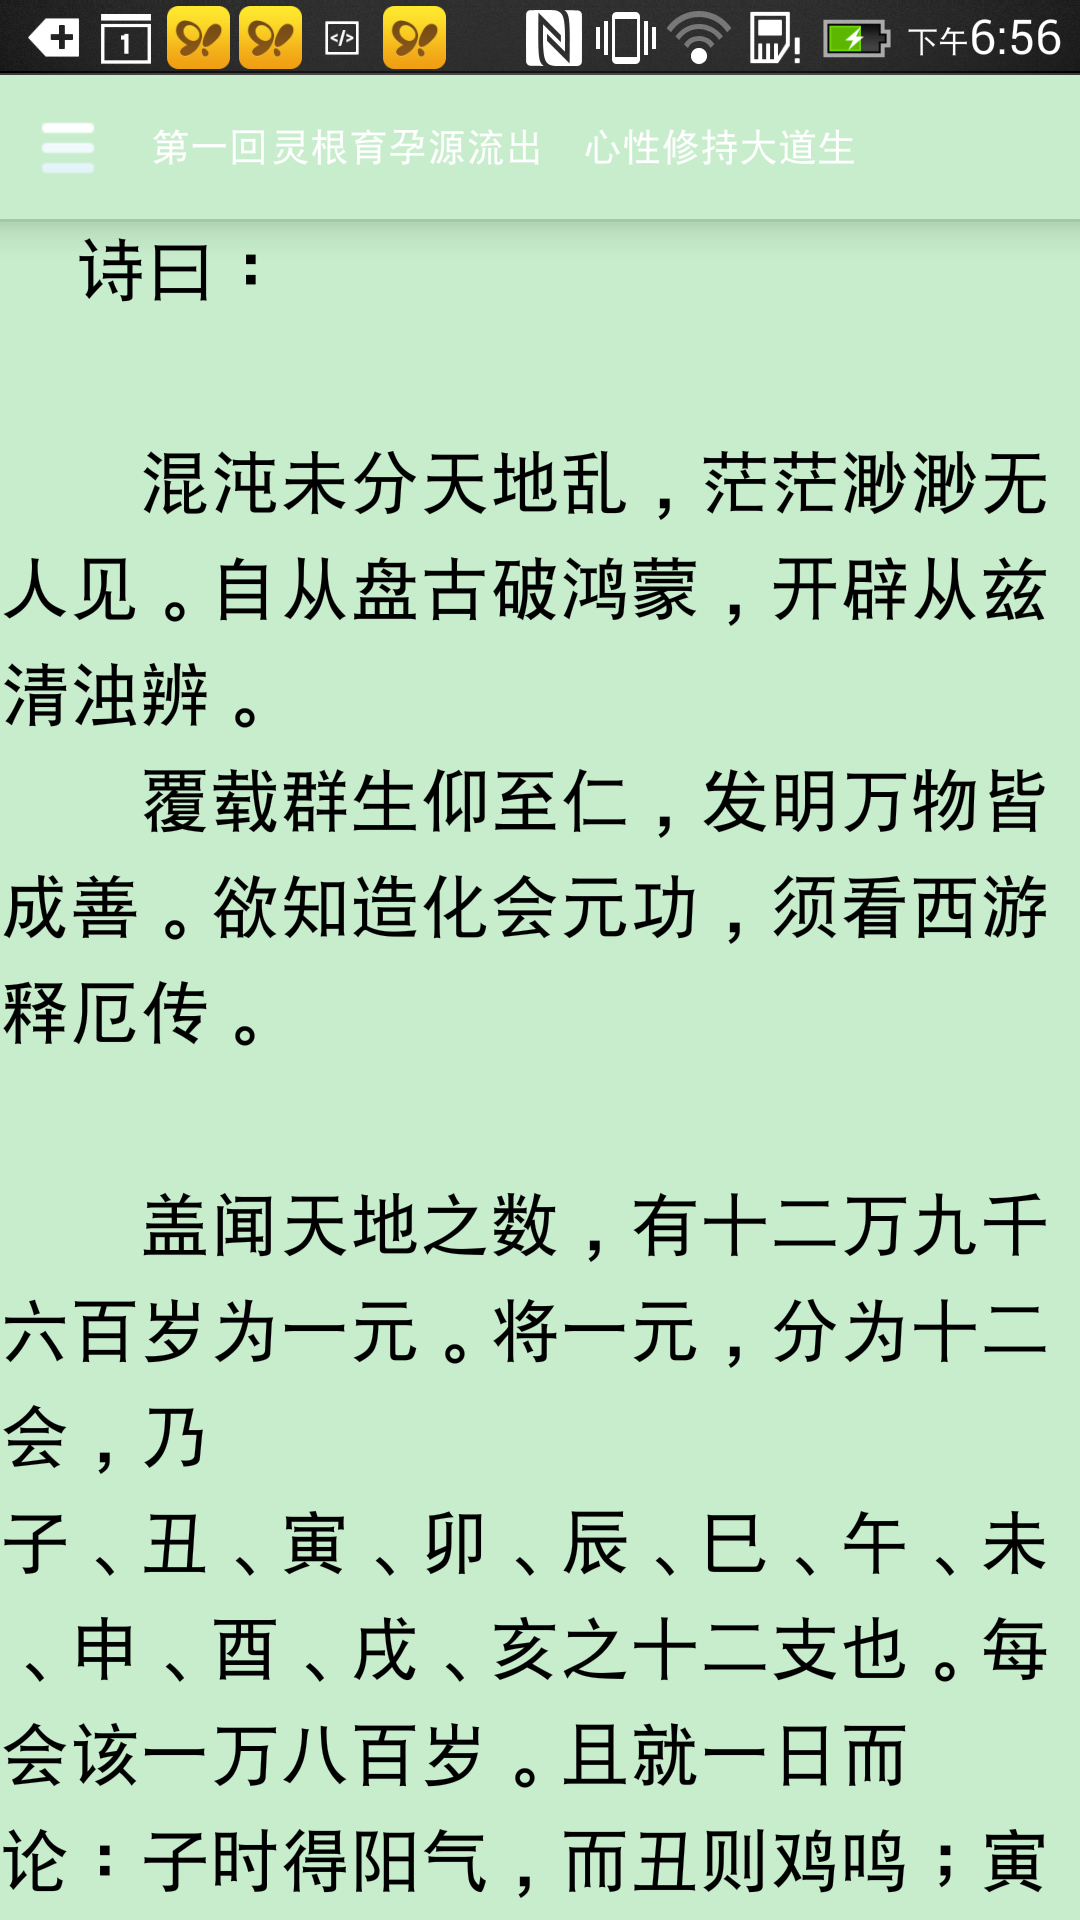 1
</>
下午6:56
第一回灵根育孕源流出 心性修持大道生
诗曰：
混沌未分天地乱，茫茫渺渺无
人见。自从盘古破鸿蒙，开辟从兹
清浊辨。
覆载群生仰至仁，发明万物皆
成善。欲知造化会元功，须看西游
释厄传。
盖闻天地之数，有十二万九千
六百岁为一元。将一元，分为十二
会，乃
子、丑、寅、卯、辰、巳、午、未
、申、酉、戌、亥之十二支也。每
会该一万八百岁。且就一日而
论：子时得阳气，而丑则鸡鸣；寅